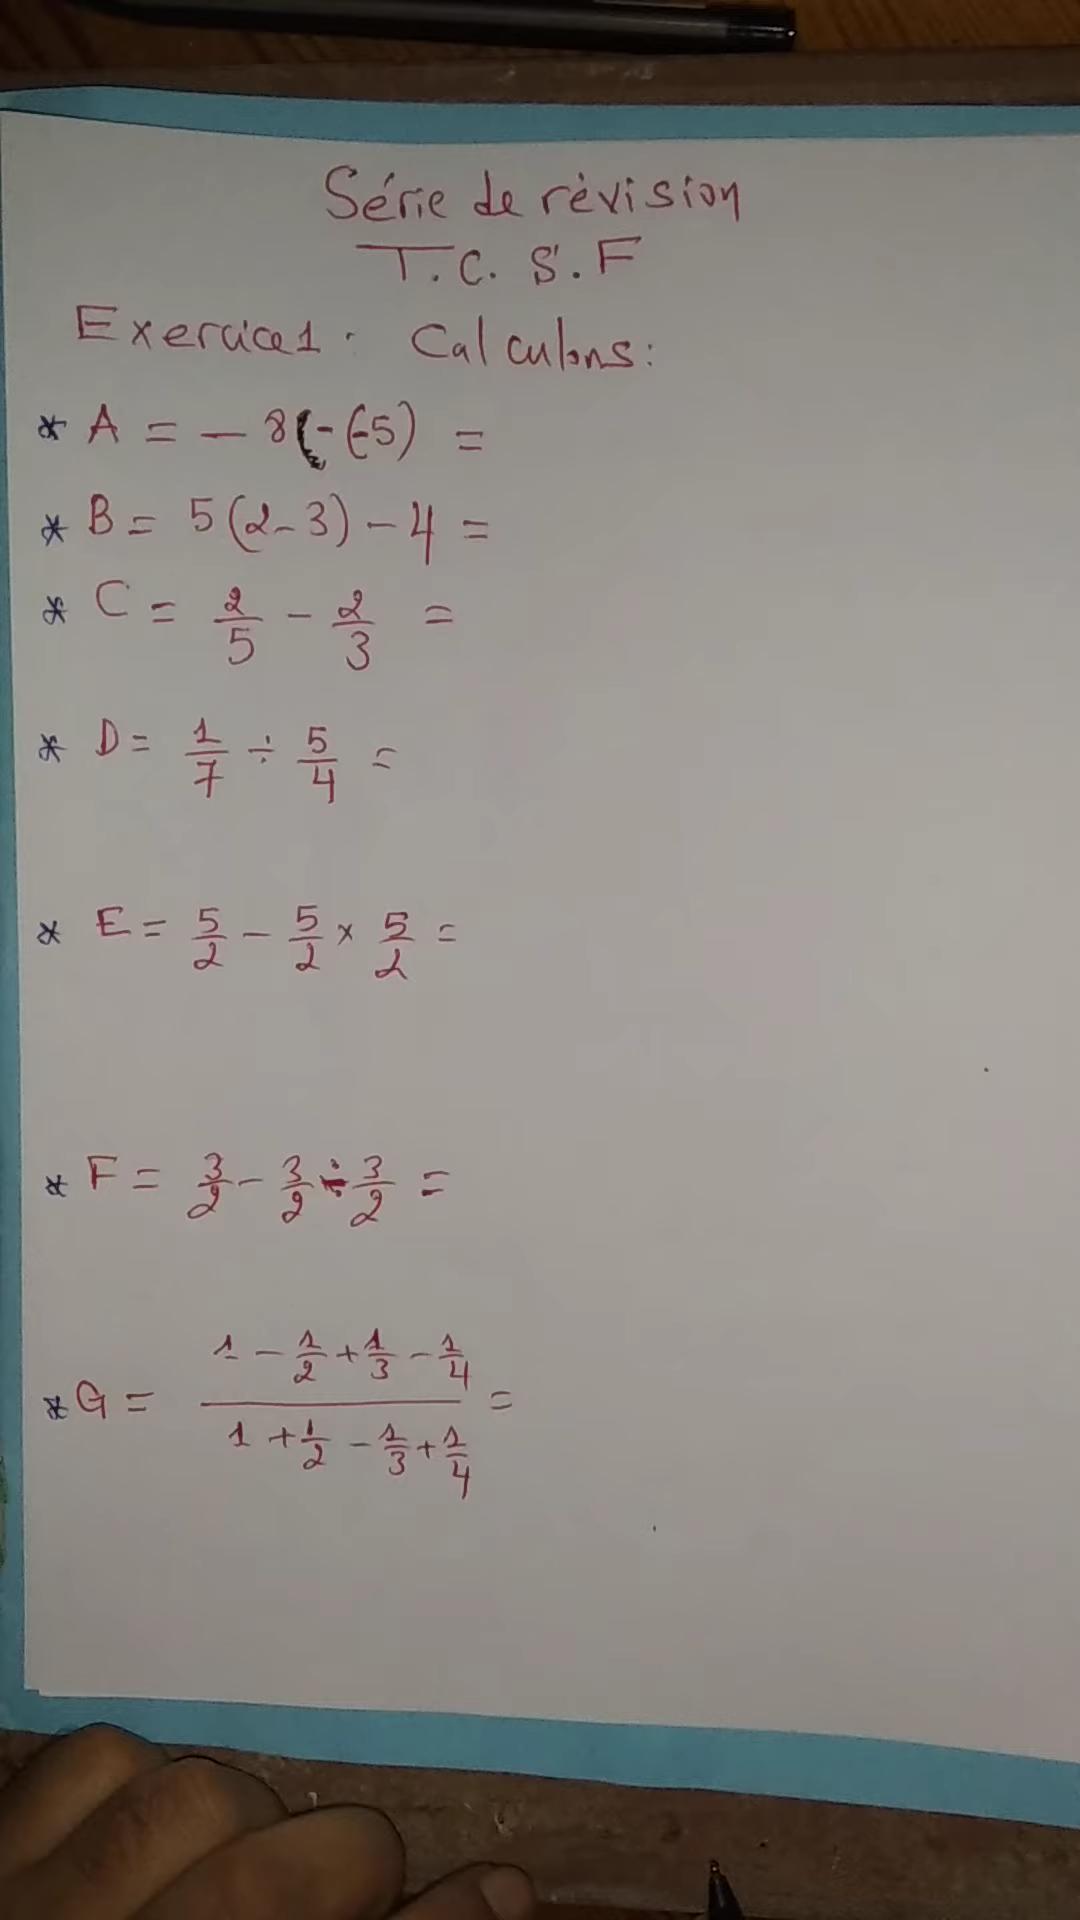 Série de révision
T.C. S.F
Exercice 1. Calculons:
* A = - 8(-(-5) =
* B = 5(2-3) - 4 =
* C = 2/5 - 2/3 =
* D = 1/7 ÷ 5/4 =
* E = 5/2 - 5/2 × 5/2 =
* F = 3/2 - 3/2 ÷ 3/2 =
* G = (1 - 1/2 + 1/3 - 1/4)/(1 + 1/2 - 1/3 + 1/4) =